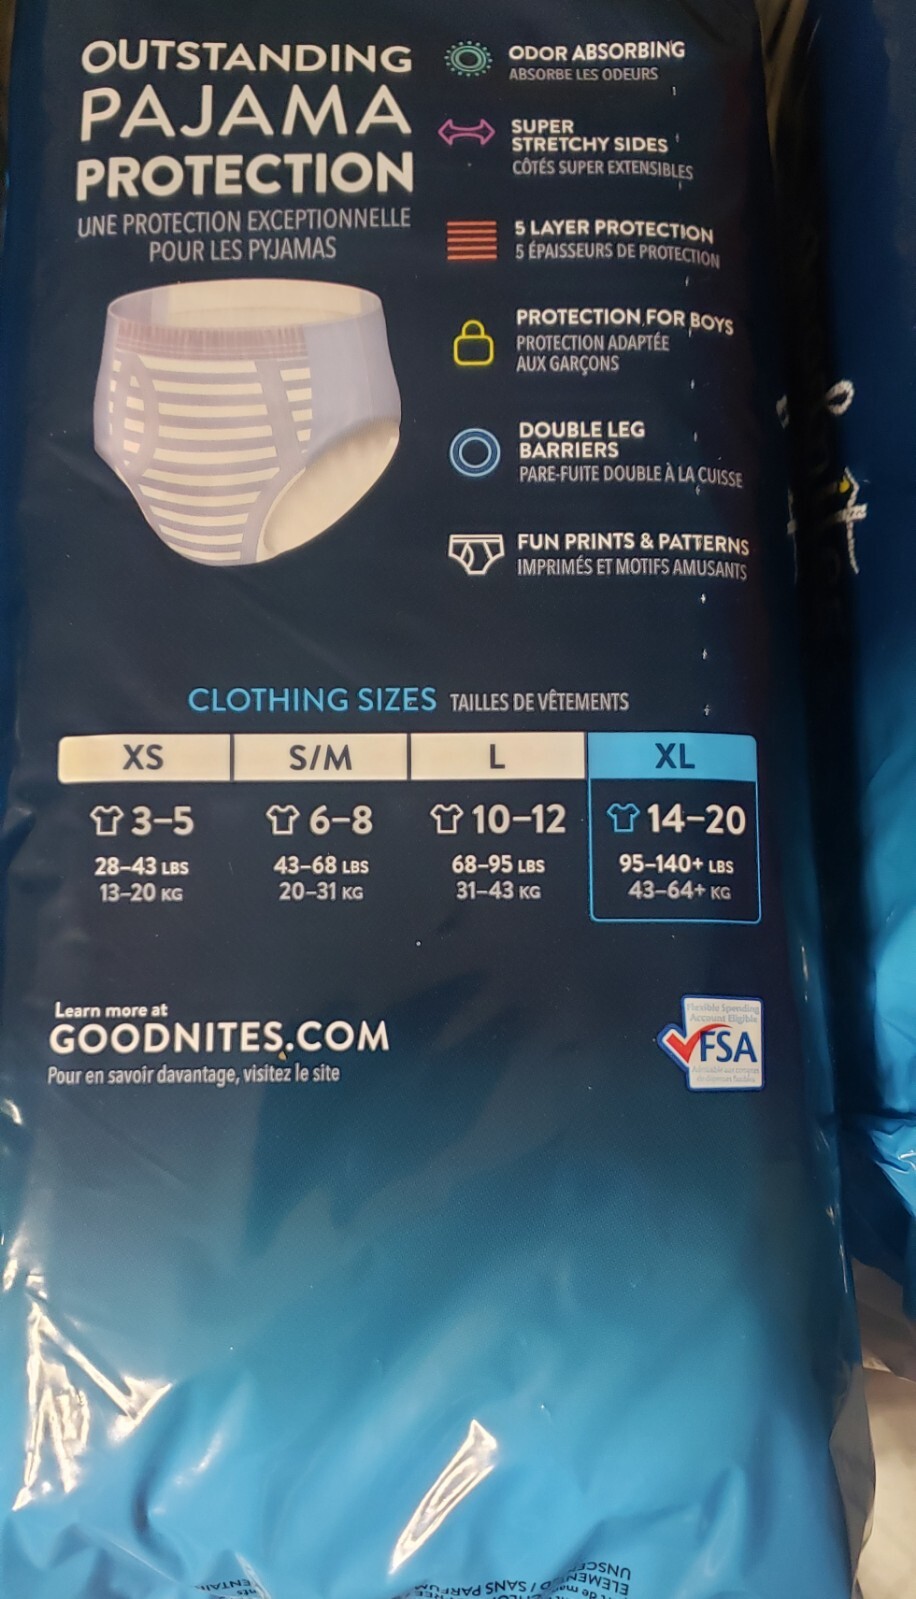 OUTSTANDING
PAJAMA
PROTECTION
UNE PROTECTION EXCEPTIONNELLE
POUR LES PYJAMAS
ODOR ABSORBING
ABSORBE LES ODEURS
SUPER
STRETCHY SIDES
CÔTÉS SUPER EXTENSIBLES
5 LAYER PROTECTION
5 ÉPAISSEURS DE PROTECTION
PROTECTION FOR BOYS
PROTECTION ADAPTÉE
AUX GARÇONS
DOUBLE LEG
BARRIERS
PARE-FUITE DOUBLE À LA CUISSE
FUN PRINTS & PATTERNS
IMPRIMÉS ET MOTIFS AMUSANTS
CLOTHING SIZES TAILLES DE VÊTEMENTS
XS S/M L XL
3–5 6–8 10–12 14–20
28–43 LBS 43–68 LBS 68–95 LBS 95–140+ LBS
13–20 KG 20–31 KG 31–43 KG 43–64+ KG
Learn more at
GOODNITES.COM
Pour en savoir davantage, visitez le site
Flexible Spending
Account Eligible
FSA